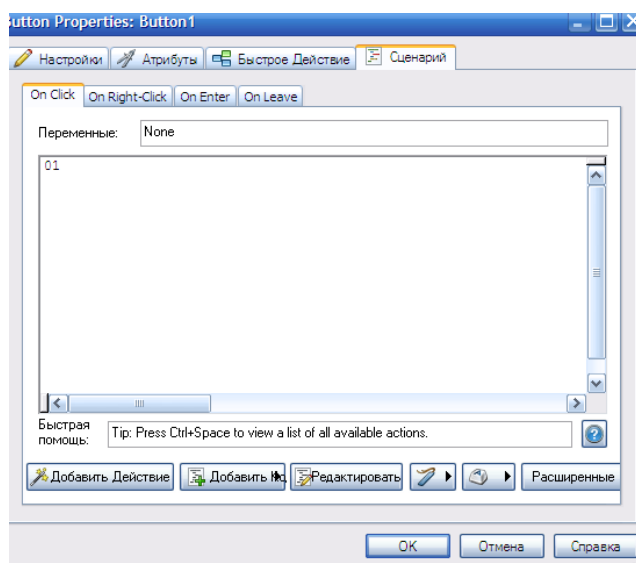 utton Properties: Button1
Настройки Атрибуты Быстрое Действие Сценарий
On Click On Right-Click On Enter On Leave
Переменные: None
01
Быстрая помощь: Tip: Press Ctrl+Space to view a list of all available actions.
Добавить Действие Добавить Редактировать Расширенные
OK Отмена Справка